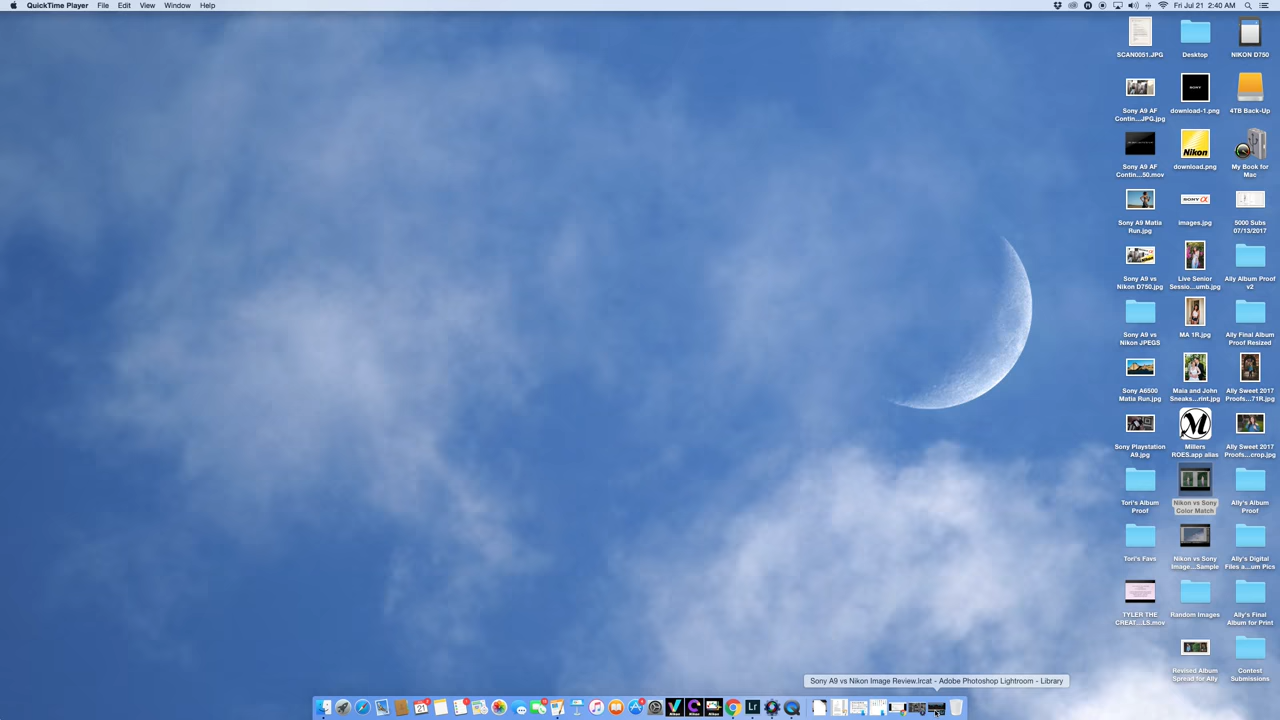 QuickTime Player File Edit View Window Help
Fri Jul 21 2:40 AM
SCAN0051.JPG
Desktop
NIKON D750
Sony A9 AF
Contin...JPG.jpg
download-1.png
4TB Back-Up
Sony A9 AF
Contin...50.mov
download.png
My Book for
Mac
Sony A9 Matia
Run.jpg
images.jpg
5000 Subs
07/13/2017
Sony A9 vs
Nikon D750.jpg
Live Senior
Sessio...umb.jpg
Ally Album Proof
v2
Sony A9 vs
Nikon JPEGS
MA 1R.jpg
Ally Final Album
Proof Resized
Sony A6500
Matia Run.jpg
Maia and John
Sneaks...rint.jpg
Ally Sweet 2017
Proofs...71R.jpg
Sony Playstation
A9.jpg
Millers
ROES.app alias
Ally Sweet 2017
Proofs...crop.jpg
Tori's Album
Proof
Nikon vs Sony
Color Match
Ally's Album
Proof
Tori's Favs
Nikon vs Sony
Image...Sample
Ally's Digital
Files a...um Pics
TYLER THE
CREAT...LS.mov
Random Images
Ally's Final
Album for Print
Revised Album
Spread for Ally
Contest
Submissions
SONY
Nikon
SONY α
M
Sony A9 vs Nikon Image Review.lrcat - Adobe Photoshop Lightroom - Library
Lr